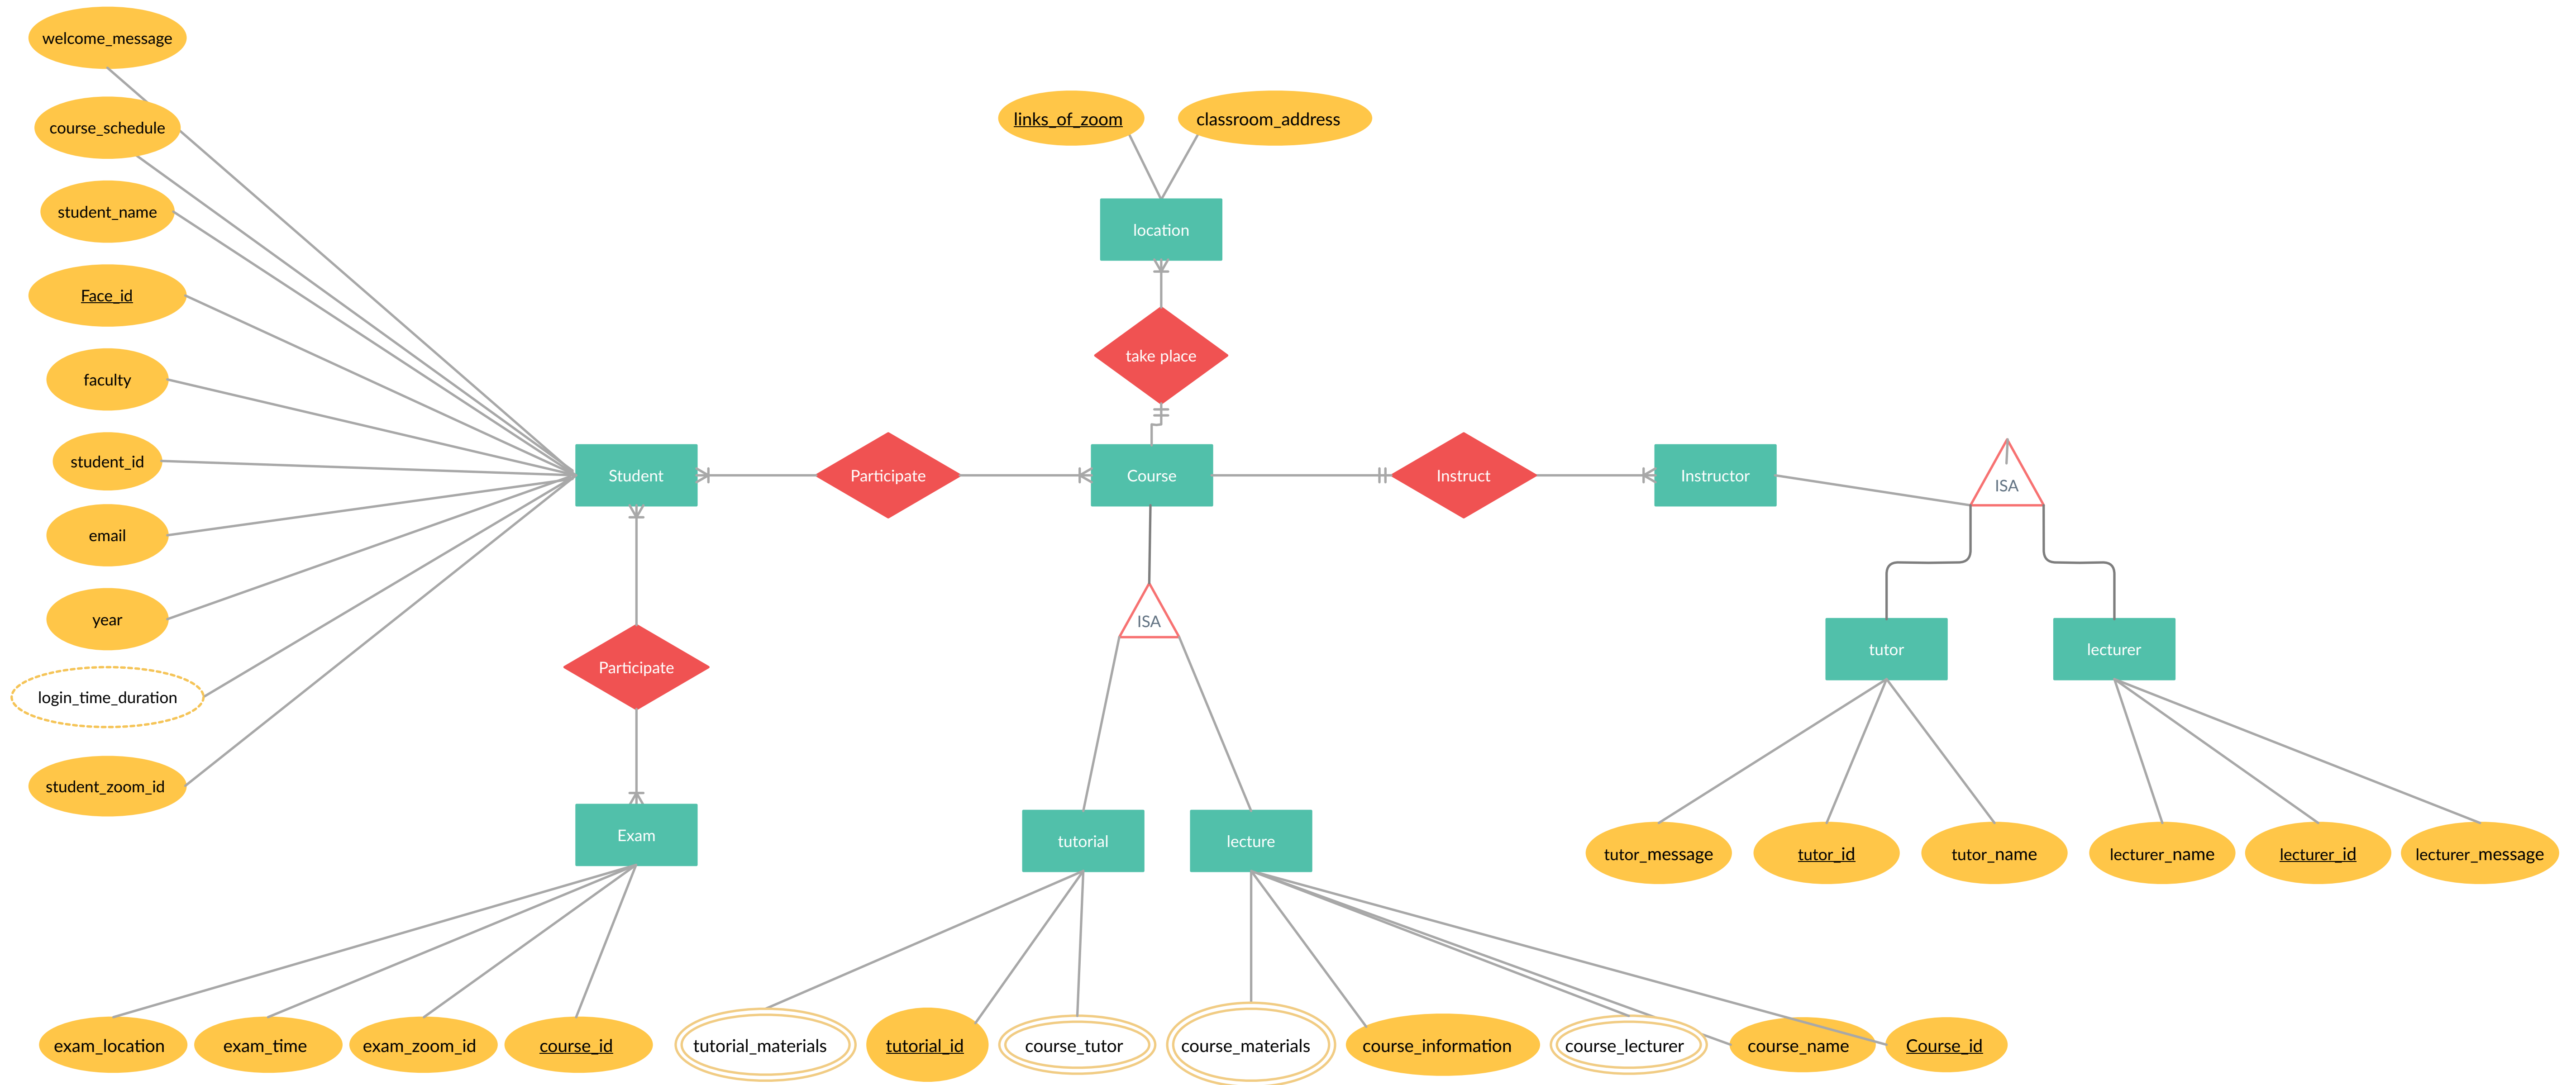 welcome_message
course_schedule
student_name
Face_id
faculty
student_id
email
year
login_time_duration
student_zoom_id
links_of_zoom
classroom_address
location
take place
Student
Participate
Course
Instruct
Instructor
ISA
ISA
Participate
tutor
lecturer
Exam
tutorial
lecture
tutor_message
tutor_id
tutor_name
lecturer_name
lecturer_id
lecturer_message
exam_location
exam_time
exam_zoom_id
course_id
tutorial_materials
tutorial_id
course_tutor
course_materials
course_information
course_lecturer
course_name
Course_id